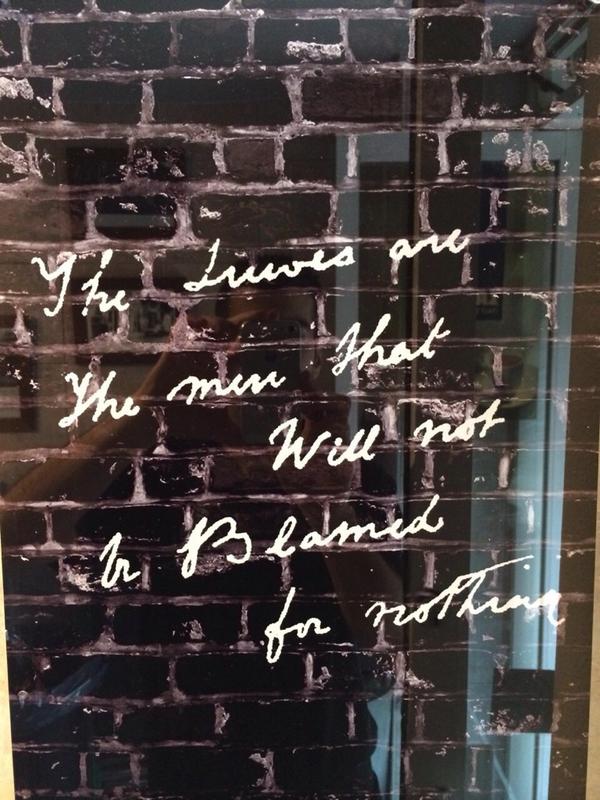 The Juwes are
The men that
Will not
be Blamed
for nothing